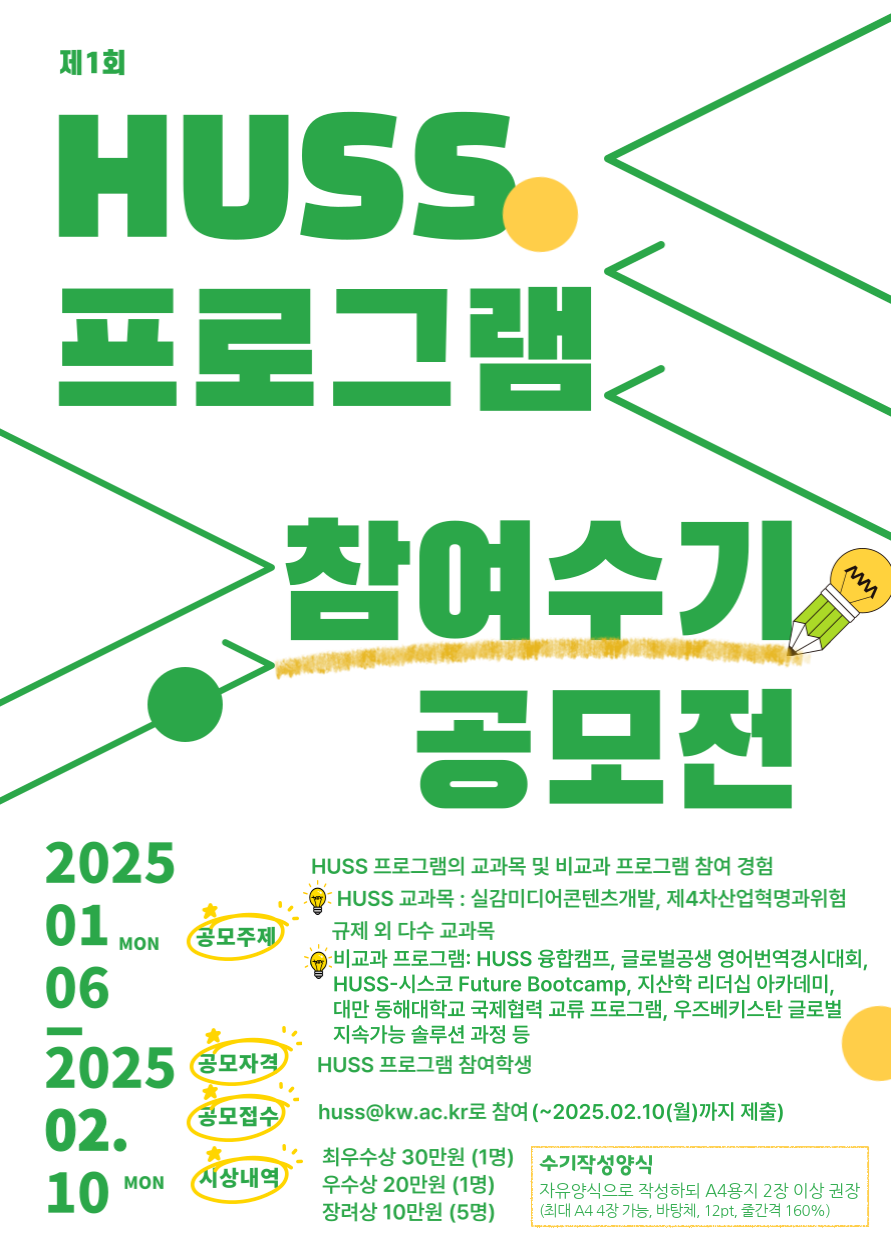 제1회
HUSS
프로그램
참여수기
공모전
2025
01 MON
06
–
2025
02.
10 MON
공모주제
HUSS 프로그램의 교과목 및 비교과 프로그램 참여 경험
HUSS 교과목 : 실감미디어콘텐츠개발, 제4차산업혁명과위험
규제 외 다수 교과목
비교과 프로그램: HUSS 융합캠프, 글로벌공생 영어번역경시대회,
HUSS-시스코 Future Bootcamp, 지산학 리더십 아카데미,
대만 동해대학교 국제협력 교류 프로그램, 우즈베키스탄 글로벌
지속가능 솔루션 과정 등
공모자격
HUSS 프로그램 참여학생
공모접수
huss@kw.ac.kr로 참여 (~2025.02.10(월)까지 제출)
시상내역
최우수상 30만원 (1명)
우수상 20만원 (1명)
장려상 10만원 (5명)
수기작성양식
자유양식으로 작성하되 A4용지 2장 이상 권장
(최대 A4 4장 가능, 바탕체, 12pt, 줄간격 160%)